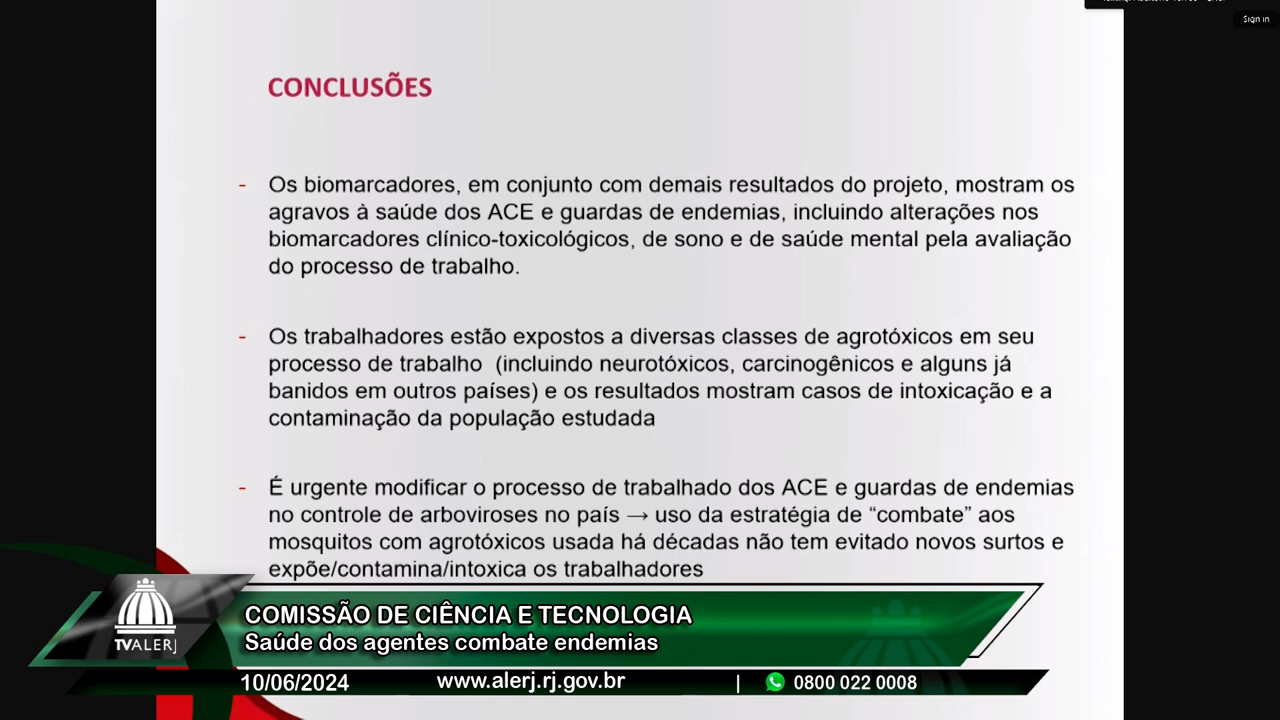 Sign in
CONCLUSÕES
- Os biomarcadores, em conjunto com demais resultados do projeto, mostram os
agravos à saúde dos ACE e guardas de endemias, incluindo alterações nos
biomarcadores clínico-toxicológicos, de sono e de saúde mental pela avaliação
do processo de trabalho.
- Os trabalhadores estão expostos a diversas classes de agrotóxicos em seu
processo de trabalho (incluindo neurotóxicos, carcinogênicos e alguns já
banidos em outros países) e os resultados mostram casos de intoxicação e a
contaminação da população estudada
- É urgente modificar o processo de trabalhado dos ACE e guardas de endemias
no controle de arboviroses no país → uso da estratégia de “combate” aos
mosquitos com agrotóxicos usada há décadas não tem evitado novos surtos e
expõe/contamina/intoxica os trabalhadores
TVALERJ
COMISSÃO DE CIÊNCIA E TECNOLOGIA
Saúde dos agentes combate endemias
10/06/2024 www.alerj.rj.gov.br | 0800 022 0008